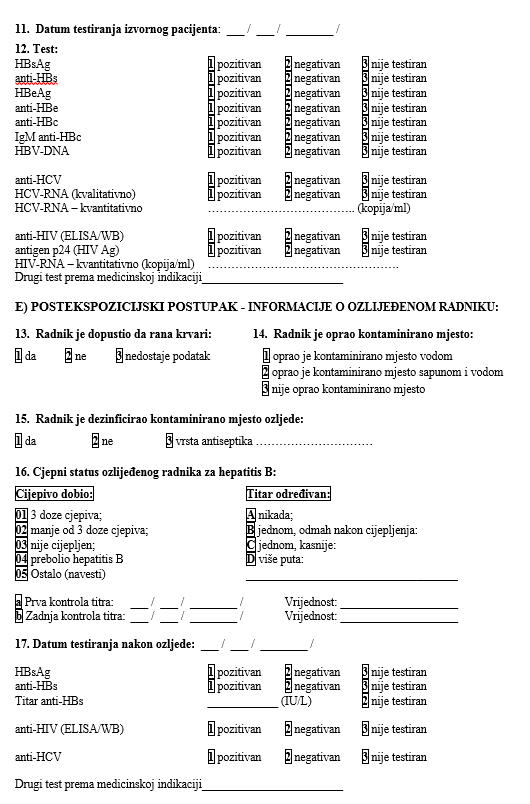 11. Datum testiranja izvornog pacijenta: ___ / ___ / ________ /
12. Test:
HBsAg 1 pozitivan 2 negativan 3 nije testiran
anti-HBs 1 pozitivan 2 negativan 3 nije testiran
HBeAg 1 pozitivan 2 negativan 3 nije testiran
anti-HBe 1 pozitivan 2 negativan 3 nije testiran
anti-HBc 1 pozitivan 2 negativan 3 nije testiran
IgM anti-HBc 1 pozitivan 2 negativan 3 nije testiran
HBV-DNA 1 pozitivan 2 negativan 3 nije testiran
anti-HCV 1 pozitivan 2 negativan 3 nije testiran
HCV-RNA (kvalitativno) 1 pozitivan 2 negativan 3 nije testiran
HCV-RNA – kvantitativno ……………………………….. (kopija/ml)
anti-HIV (ELISA/WB) 1 pozitivan 2 negativan 3 nije testiran
antigen p24 (HIV Ag) 1 pozitivan 2 negativan 3 nije testiran
HIV-RNA – kvantitativno (kopija/ml) ………………………………………….
Drugi test prema medicinskoj indikaciji____________________
E) POSTEKSPOZICIJSKI POSTUPAK - INFORMACIJE O OZLIJEĐENOM RADNIKU:
13. Radnik je dopustio da rana krvari: 14. Radnik je oprao kontaminirano mjesto:
1 da 2 ne 3 nedostaje podatak 1 oprao je kontaminirano mjesto vodom
2 oprao je kontaminirano mjesto sapunom i vodom
3 nije oprao kontaminirano mjesto
15. Radnik je dezinficirao kontaminirano mjesto ozljede:
1 da 2 ne 3 vrsta antiseptika …………………………
16. Cjepni status ozlijeđenog radnika za hepatitis B:
Cijepivo dobio: Titar određivan:
01 3 doze cjepiva; A nikada;
02 manje od 3 doze cjepiva; B jednom, odmah nakon cijepljenja:
03 nije cijepljen; C jednom, kasnije:
04 prebolio hepatitis B D više puta:
05 Ostalo (navesti) ______________________________
a Prva kontrola titra: ___ / ___ / ________ / Vrijednost: _________________
b Zadnja kontrola titra: ___ / ___ / ________ / Vrijednost: _________________
17. Datum testiranja nakon ozljede: ___ / ___ / ________ /
HBsAg 1 pozitivan 2 negativan 3 nije testiran
anti-HBs 1 pozitivan 2 negativan 3 nije testiran
Titar anti-HBs __________ (IU/L) 2 nije testiran
anti-HIV (ELISA/WB) 1 pozitivan 2 negativan 3 nije testiran
anti-HCV 1 pozitivan 2 negativan 3 nije testiran
Drugi test prema medicinskoj indikaciji____________________